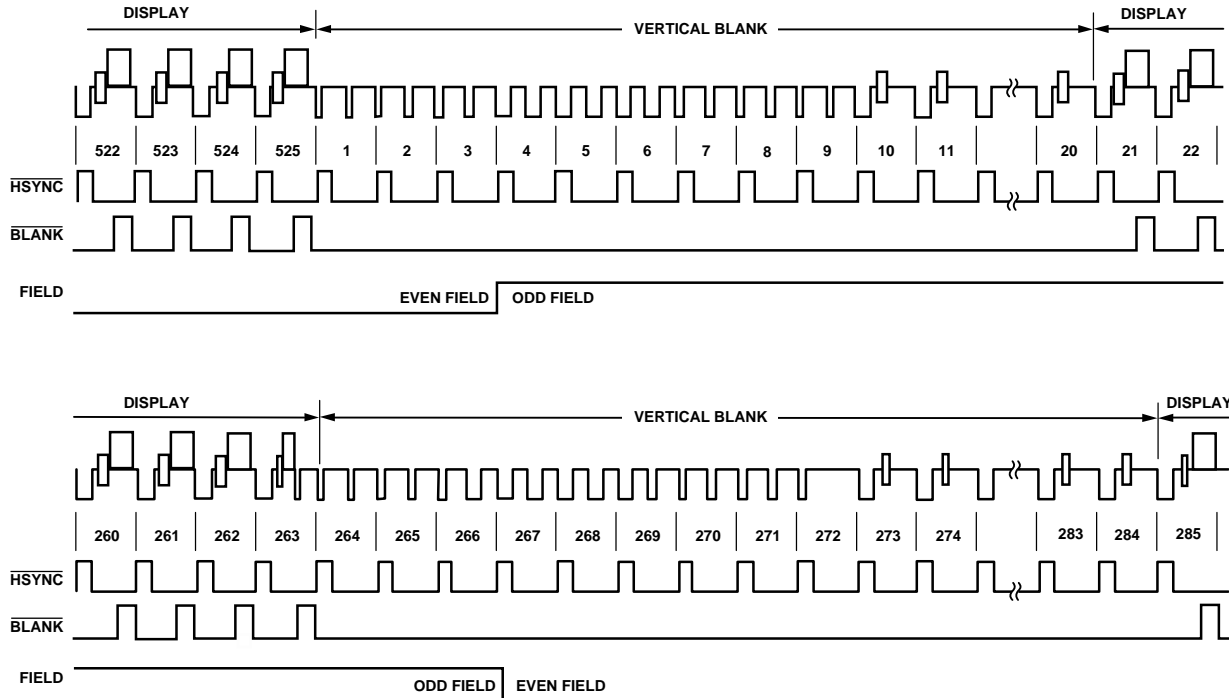 DISPLAY DISPLAY
VERTICAL BLANK
522 523 524 525 1 2 3 4 5 6 7 8 9 10 11 20 21 22
HSYNC
BLANK
FIELD EVEN FIELD ODD FIELD
DISPLAY DISPLAY
VERTICAL BLANK
260 261 262 263 264 265 266 267 268 269 270 271 272 273 274 283 284 285
HSYNC
BLANK
FIELD ODD FIELD EVEN FIELD